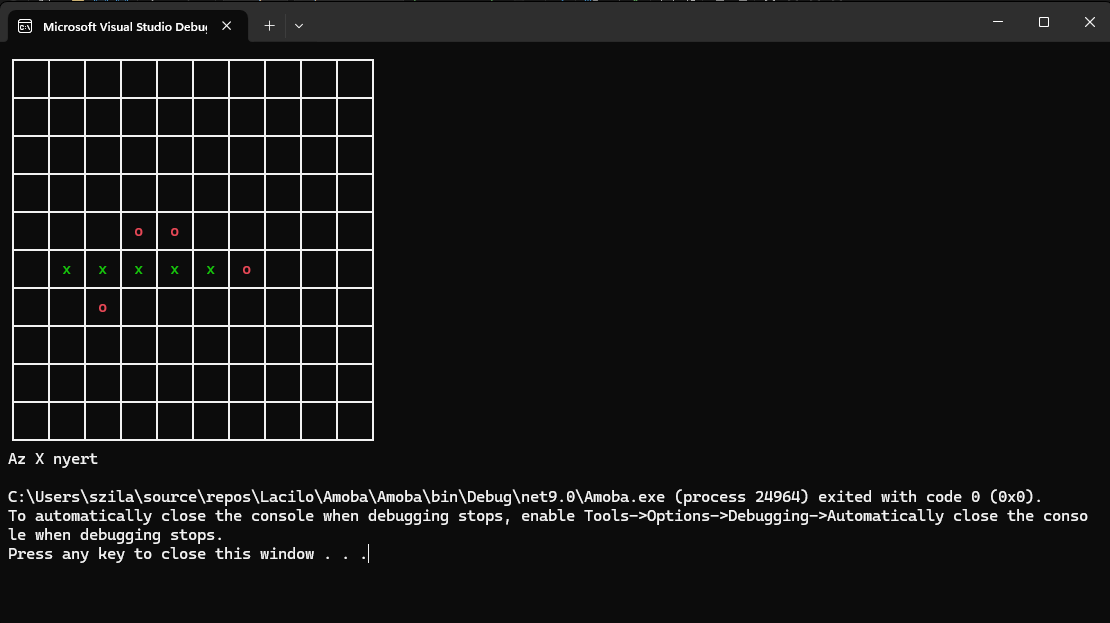 Microsoft Visual Studio Debu
o o
x x x x x o
o
Az X nyert
C:\Users\szila\source\repos\Lacilo\Amoba\Amoba\bin\Debug\net9.0\Amoba.exe (process 24964) exited with code 0 (0x0).
To automatically close the console when debugging stops, enable Tools->Options->Debugging->Automatically close the conso
le when debugging stops.
Press any key to close this window . . .